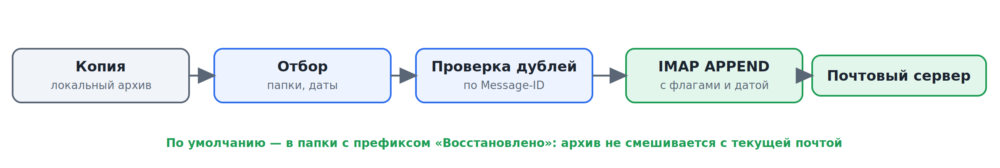 Копия
локальный архив
Отбор
папки, даты
Проверка дублей
по Message-ID
IMAP APPEND
с флагами и датой
Почтовый сервер
По умолчанию — в папки с префиксом «Восстановлено»: архив не смешивается с текущей почтой